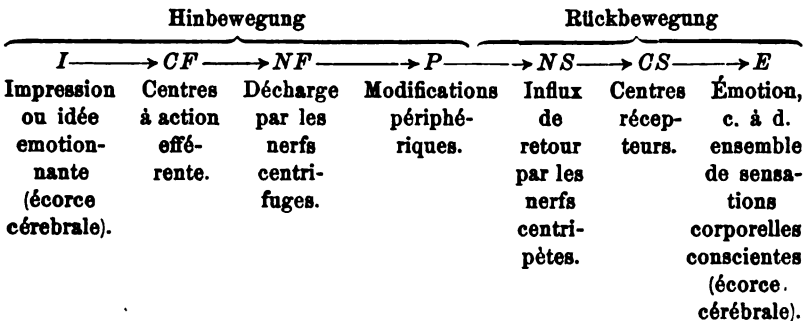 Hinbewegung Rückbewegung
I → CF → NF → P → NS → CS → E
Impression Centres Décharge Modifications Influx Centres Émotion,
ou idée à action par les périphé- de récep- c. à d.
emotion- effé- nerfs riques. retour teurs. ensemble
nante rente. centri- par les de sensa-
(écorce fuges. nerfs tions
cérebrale). centri- corporelles
pètes. conscientes
(écorce.
cérébrale).